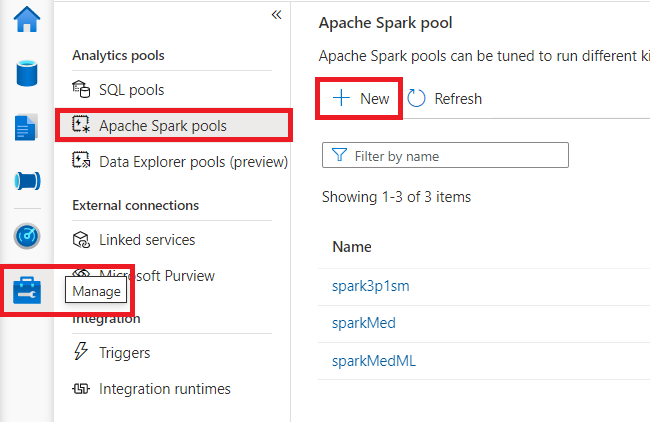 Analytics pools
SQL pools
Apache Spark pools
Data Explorer pools (preview)
External connections
Linked services
Microsoft Purview
Manage
Integration
Triggers
Integration runtimes
Apache Spark pool
Apache Spark pools can be tuned to run different
New Refresh
Filter by name
Showing 1-3 of 3 items
Name
spark3p1sm
sparkMed
sparkMedML